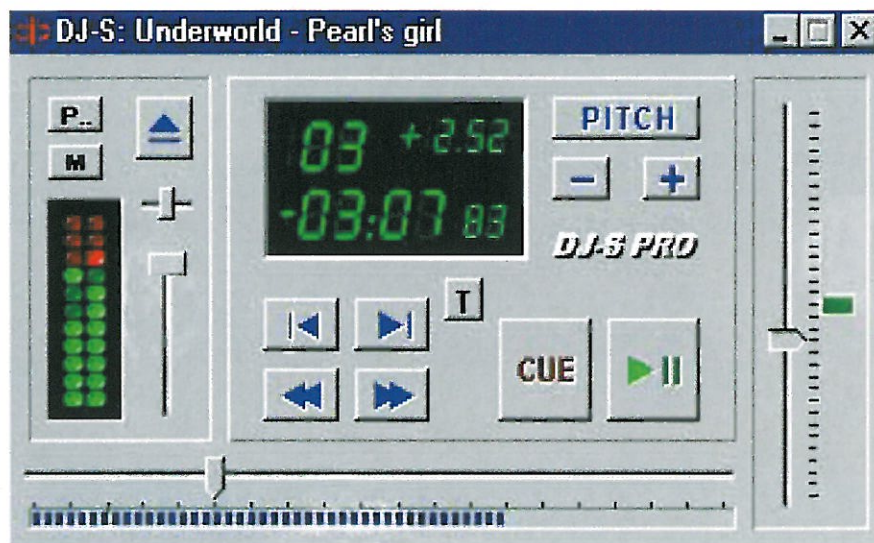 DJ-S: Underworld - Pearl's girl
P..
M
03 + 2.52
-03:07 83
PITCH
- +
DJ-S PRO
T
CUE